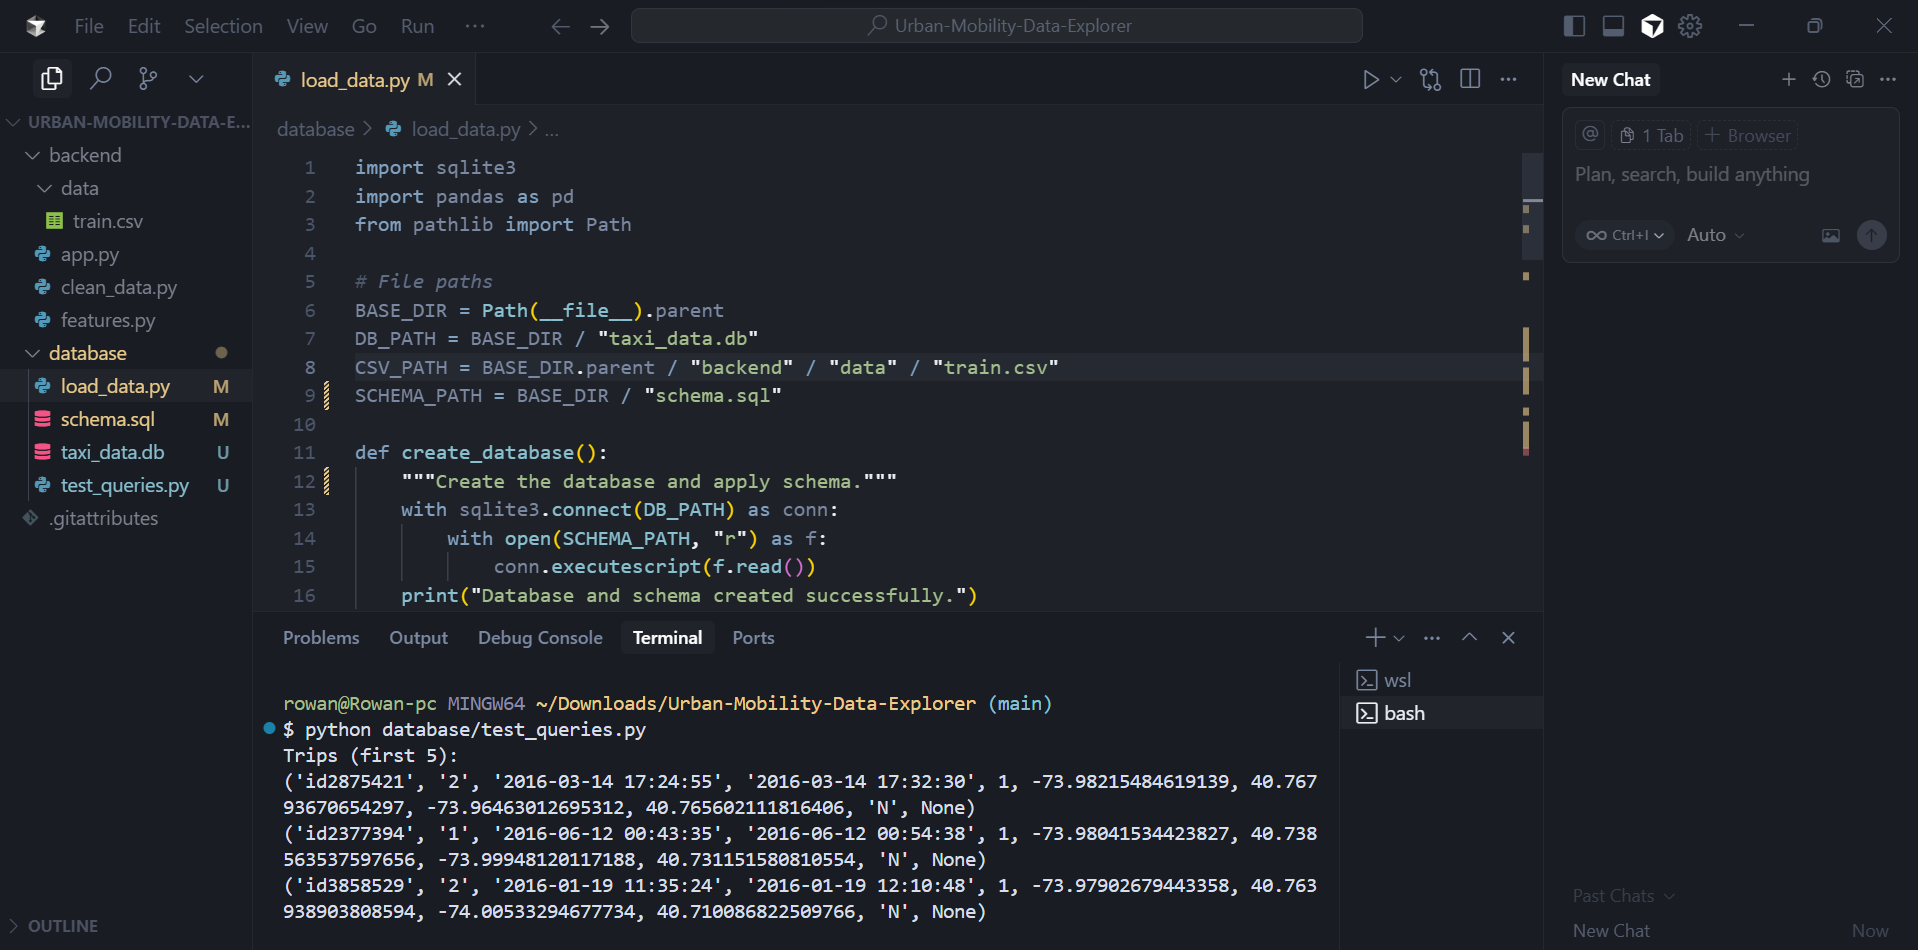 File Edit Selection View Go Run ···
Urban-Mobility-Data-Explorer
URBAN-MOBILITY-DATA-E...
backend
data
train.csv
app.py
clean_data.py
features.py
database
load_data.py M
schema.sql M
taxi_data.db U
test_queries.py U
.gitattributes
OUTLINE
load_data.py M
database > load_data.py > ...
1 import sqlite3
2 import pandas as pd
3 from pathlib import Path
4
5 # File paths
6 BASE_DIR = Path(__file__).parent
7 DB_PATH = BASE_DIR / "taxi_data.db"
8 CSV_PATH = BASE_DIR.parent / "backend" / "data" / "train.csv"
9 SCHEMA_PATH = BASE_DIR / "schema.sql"
10
11 def create_database():
12     """Create the database and apply schema."""
13     with sqlite3.connect(DB_PATH) as conn:
14         with open(SCHEMA_PATH, "r") as f:
15             conn.executescript(f.read())
16     print("Database and schema created successfully.")
Problems Output Debug Console Terminal Ports
rowan@Rowan-pc MINGW64 ~/Downloads/Urban-Mobility-Data-Explorer (main)
$ python database/test_queries.py
Trips (first 5):
('id2875421', '2', '2016-03-14 17:24:55', '2016-03-14 17:32:30', 1, -73.98215484619139, 40.767
93670654297, -73.96463012695312, 40.765602111816406, 'N', None)
('id2377394', '1', '2016-06-12 00:43:35', '2016-06-12 00:54:38', 1, -73.98041534423827, 40.738
563537597656, -73.99948120117188, 40.731151580810554, 'N', None)
('id3858529', '2', '2016-01-19 11:35:24', '2016-01-19 12:10:48', 1, -73.97902679443358, 40.763
938903808594, -74.00533294677734, 40.710086822509766, 'N', None)
wsl
bash
New Chat
@ 1 Tab + Browser
Plan, search, build anything
∞ Ctrl+I Auto
Past Chats
New Chat Now